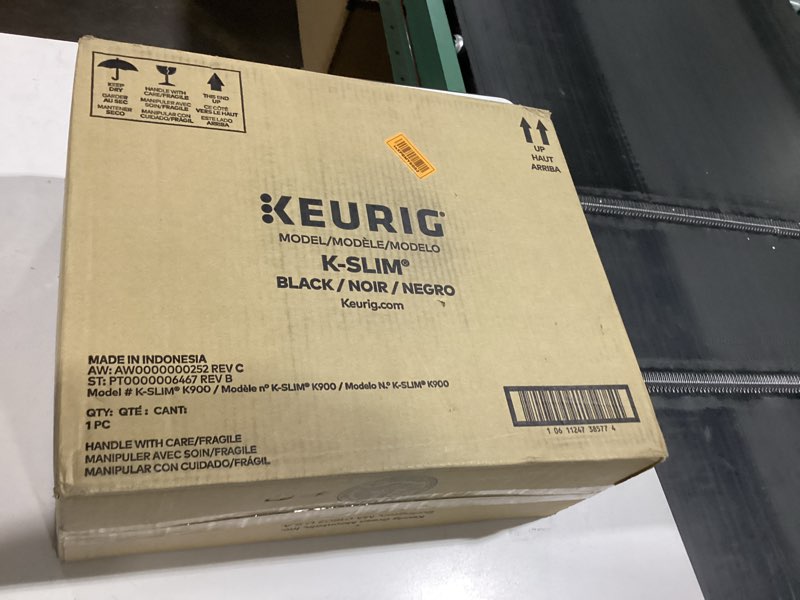 KEEP
DRY
GARDER
AU SEC
MANTENER
SECO
HANDLE WITH
CARE/FRAGILE
MANIPULER AVEC
SOIN/FRAGILE
MANIPULAR CON
CUIDADO/FRÁGIL
THIS END
UP
CE CÔTÉ
VERS LE HAUT
ESTE LADO
ARRIBA
UP
HAUT
ARRIBA
KEURIG
MODEL/MODÈLE/MODELO
K-SLIM®
BLACK / NOIR / NEGRO
Keurig.com
MADE IN INDONESIA
AW: AW0000000252 REV C
ST: PT0000006467 REV B
Model # K-SLIM® K900 / Modèle nº K-SLIM® K900 / Modelo N.º K-SLIM® K900
QTY: QTÉ : CANT:
1 PC
HANDLE WITH CARE/FRAGILE
MANIPULER AVEC SOIN/FRAGILE
MANIPULAR CON CUIDADO/FRÁGIL
1 06 11247 38577 4